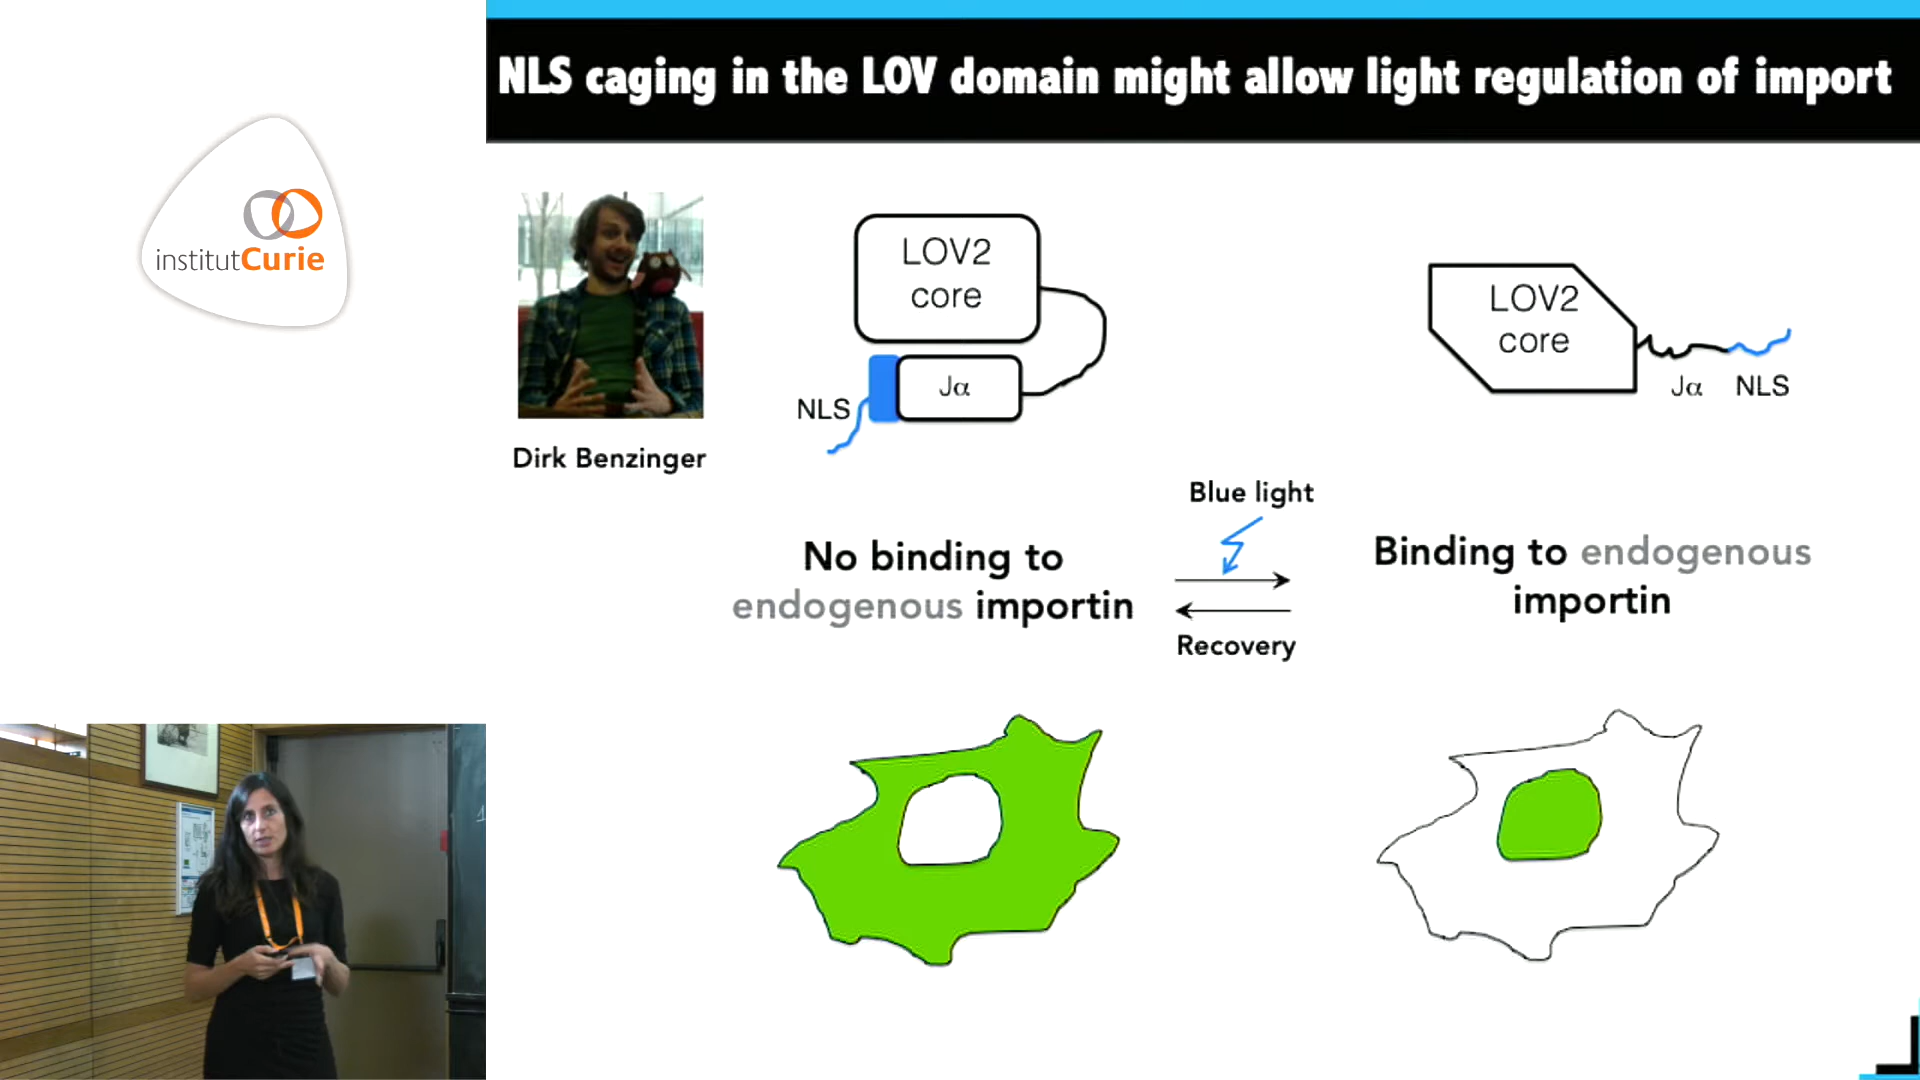 NLS caging in the LOV domain might allow light regulation of import
institutCurie
Dirk Benzinger
LOV2
core
Jα
NLS
LOV2
core
Jα NLS
Blue light
Recovery
No binding to
endogenous importin
Binding to endogenous
importin